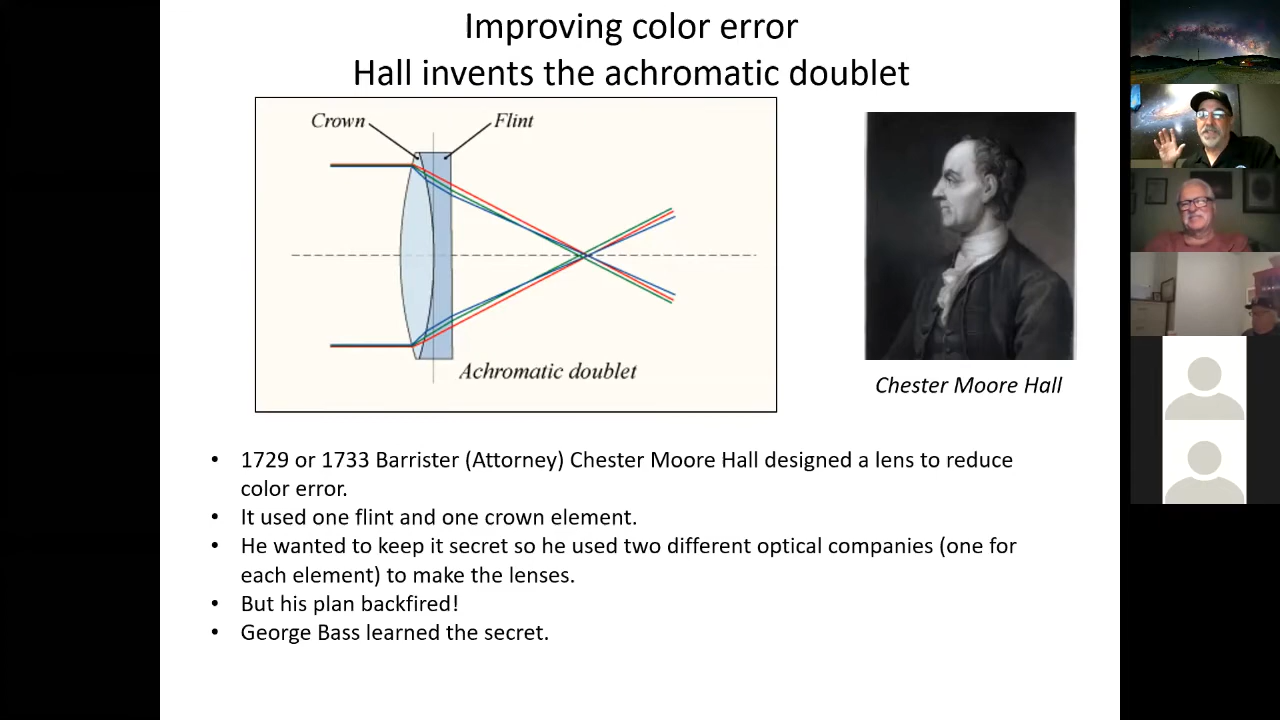 Improving color error
Hall invents the achromatic doublet
Crown
Flint
Achromatic doublet
Chester Moore Hall
• 1729 or 1733 Barrister (Attorney) Chester Moore Hall designed a lens to reduce
color error.
• It used one flint and one crown element.
• He wanted to keep it secret so he used two different optical companies (one for
each element) to make the lenses.
• But his plan backfired!
• George Bass learned the secret.